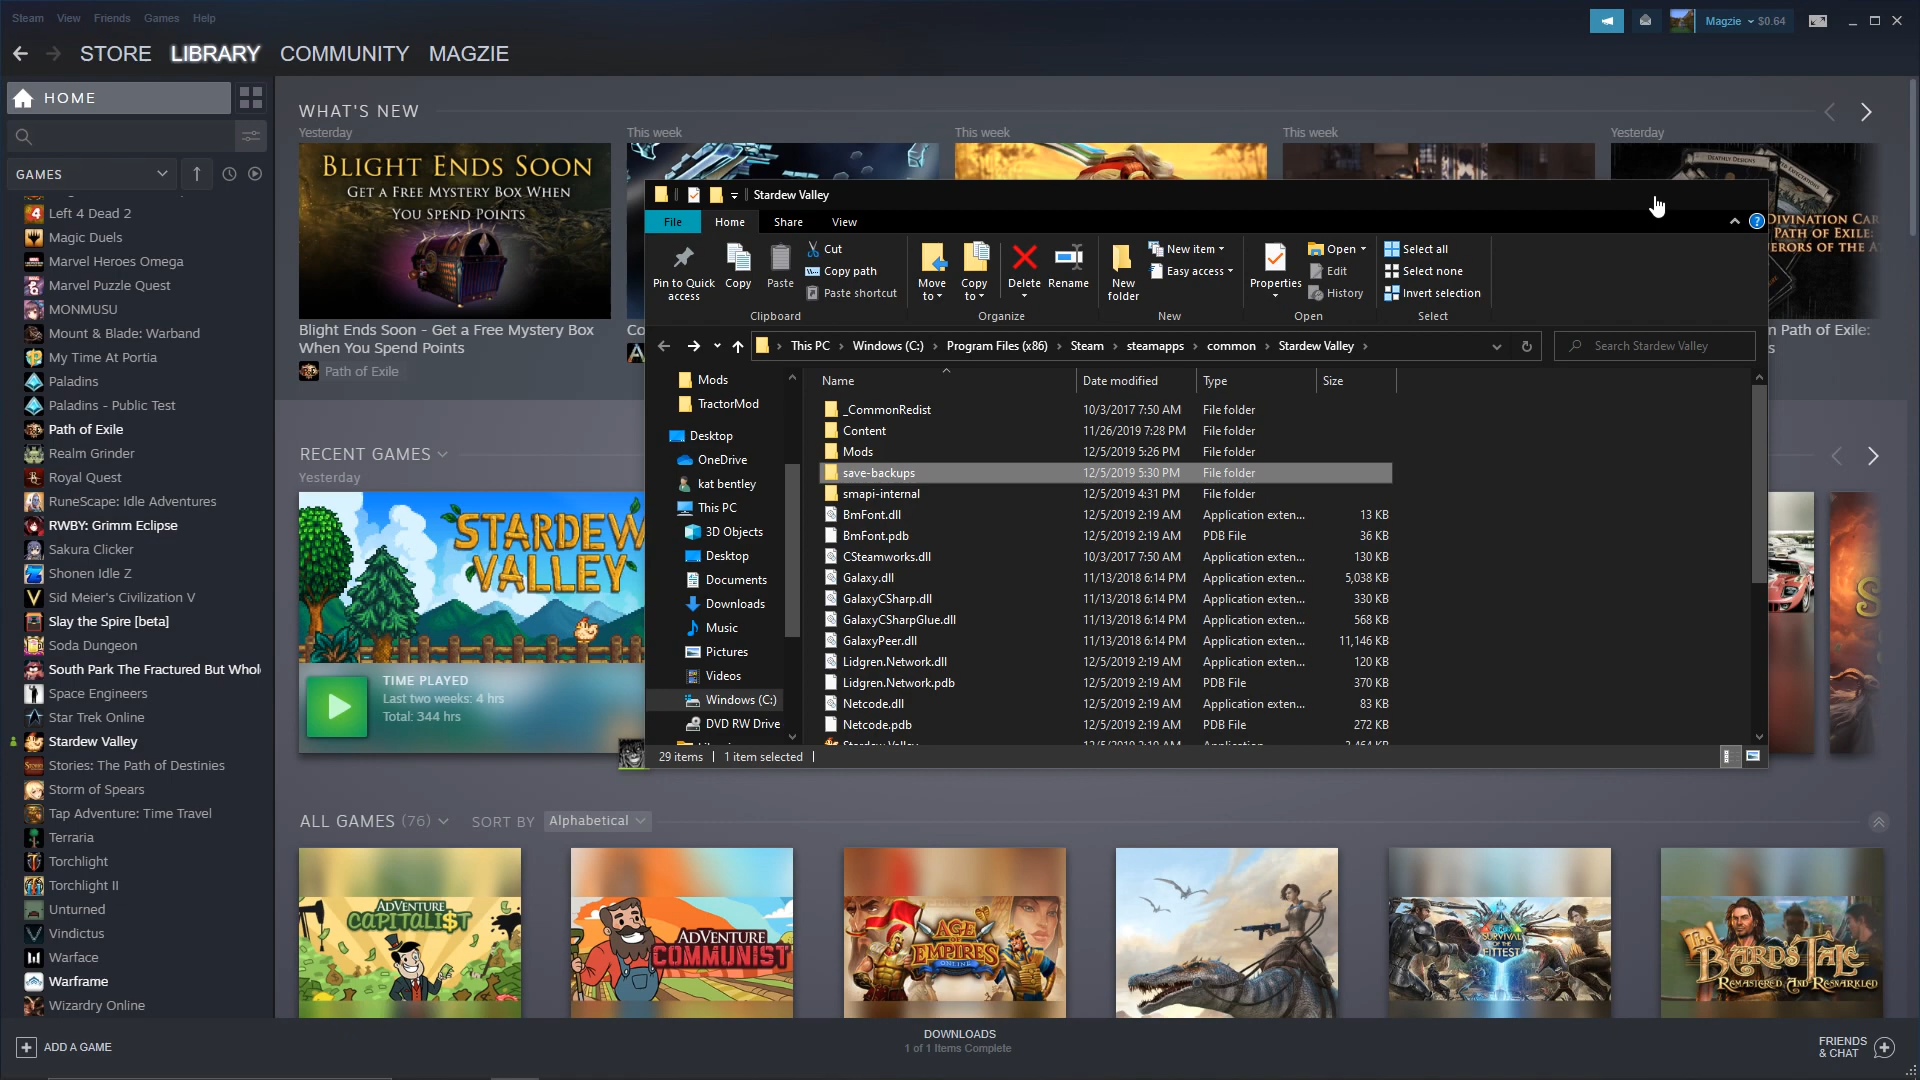 Steam View Friends Games Help
Magzie $0.64
STORE LIBRARY COMMUNITY MAGZIE
HOME
GAMES
Left 4 Dead 2
Magic Duels
Marvel Heroes Omega
Marvel Puzzle Quest
MONMUSU
Mount & Blade: Warband
My Time At Portia
Paladins
Paladins - Public Test
Path of Exile
Realm Grinder
Royal Quest
RuneScape: Idle Adventures
RWBY: Grimm Eclipse
Sakura Clicker
Shonen Idle Z
Sid Meier's Civilization V
Slay the Spire [beta]
Soda Dungeon
South Park The Fractured But Whol
Space Engineers
Star Trek Online
Stardew Valley
Stories: The Path of Destinies
Storm of Spears
Tap Adventure: Time Travel
Terraria
Torchlight
Torchlight II
Unturned
Vindictus
Warface
Warframe
Wizardry Online
WHAT'S NEW
Yesterday
This week
This week
This week
Yesterday
BLIGHT ENDS SOON
GET A FREE MYSTERY BOX WHEN
YOU SPEND POINTS
Blight Ends Soon - Get a Free Mystery Box
When You Spend Points
Path of Exile
Co
DEATHLY DESIGNS
DIVINATION CAR
PATH OF EXILE:
ERORS OF THE AT
n Path of Exile:
s
RECENT GAMES
Yesterday
STARDEW
VALLEY
TIME PLAYED
Last two weeks: 4 hrs
Total: 344 hrs
Stardew Valley
File Home Share View
Pin to Quick
access
Copy
Paste
Cut
Copy path
Paste shortcut
Clipboard
Move
to
Copy
to
Delete
Rename
Organize
New
folder
New item
Easy access
New
Properties
Open
Edit
History
Open
Select all
Select none
Invert selection
Select
This PC
Windows (C:)
Program Files (x86)
Steam
steamapps
common
Stardew Valley
Search Stardew Valley
Mods
TractorMod
Desktop
OneDrive
kat bentley
This PC
3D Objects
Desktop
Documents
Downloads
Music
Pictures
Videos
Windows (C:)
DVD RW Drive
Name Date modified Type Size
_CommonRedist 10/3/2017 7:50 AM File folder
Content 11/26/2019 7:28 PM File folder
Mods 12/5/2019 5:26 PM File folder
save-backups 12/5/2019 5:30 PM File folder
smapi-internal 12/5/2019 4:31 PM File folder
BmFont.dll 12/5/2019 2:19 AM Application exten... 13 KB
BmFont.pdb 12/5/2019 2:19 AM PDB File 36 KB
CSteamworks.dll 10/3/2017 7:50 AM Application exten... 130 KB
Galaxy.dll 11/13/2018 6:14 PM Application exten... 5,038 KB
GalaxyCSharp.dll 11/13/2018 6:14 PM Application exten... 330 KB
GalaxyCSharpGlue.dll 11/13/2018 6:14 PM Application exten... 568 KB
GalaxyPeer.dll 11/13/2018 6:14 PM Application exten... 11,146 KB
Lidgren.Network.dll 12/5/2019 2:19 AM Application exten... 120 KB
Lidgren.Network.pdb 12/5/2019 2:19 AM PDB File 370 KB
Netcode.dll 12/5/2019 2:19 AM Application exten... 83 KB
Netcode.pdb 12/5/2019 2:19 AM PDB File 272 KB
29 items
1 item selected
ALL GAMES (76)
SORT BY Alphabetical
ADVENTURE
CAPITALI$T
ADVENTURE
COMMUNIST
AGE
OF
EMPIRES
ONLINE
ARK
SURVIVAL
OF THE
FITTEST
THE
BARD'S TALE
REMASTERED AND RESNARKLED
ADD A GAME
DOWNLOADS
1 of 1 Items Complete
FRIENDS
& CHAT